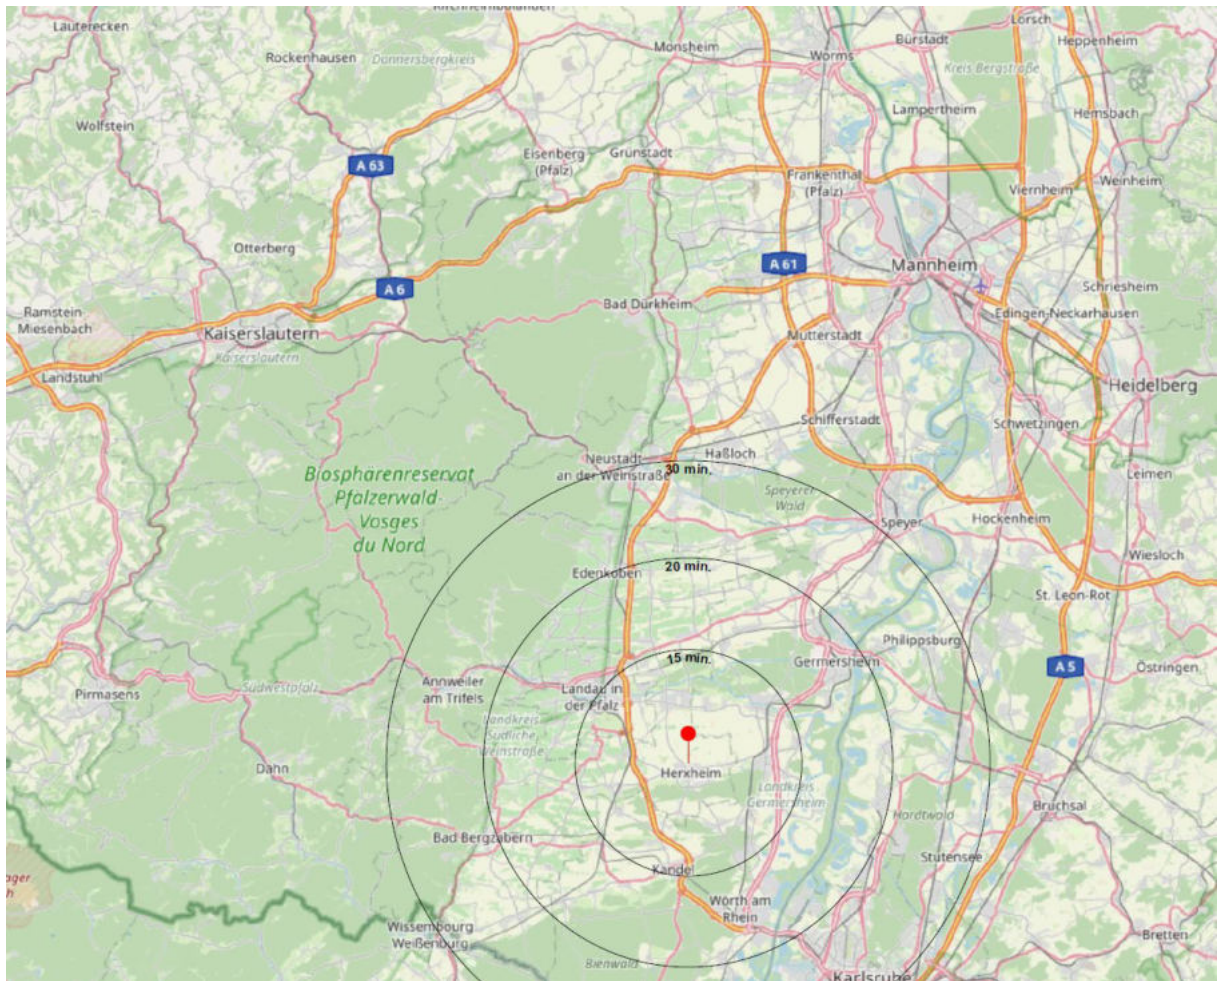 Lauterecken
Lorsch
Monsheim
Bürstadt
Heppenheim
Rockenhausen
Donnersbergkreis
Worms
Kreis Bergstraße
Lampertheim
Hemsbach
Wolfstein
Eisenberg
(Pfalz)
Grünstadt
A 63
Frankenthal
(Pfalz)
Viernheim
Weinheim
Otterberg
A 61
Mannheim
A 6
Schriesheim
Ramstein-
Miesenbach
Bad Dürkheim
Edingen-Neckarhausen
Kaiserslautern
Kaiserslautern
Mutterstadt
Landstuhl
Heidelberg
Schifferstadt
Schwetzingen
Neustadt
an der Weinstraße
Haßloch
30 min.
Leimen
Biosphärenreservat
Pfälzerwald-
Vosges
du Nord
Speyerer
Wald
Speyer
Hockenheim
Wiesloch
Edenkoben
20 min.
St. Leon-Rot
Philippsburg
15 min.
Germersheim
A 5
Östringen
Pirmasens
Südwestpfalz
Annweiler
am Trifels
Landau in
der Pfalz
Landkreis
Südliche
Weinstraße
Dahn
Herxheim
Landkreis
Germersheim
Bruchsal
Hardtwald
Bad Bergzabern
Stutensee
Kandel
Wörth am
Rhein
Wissembourg
Weißenburg
Bretten
Bienwald
Karlsruhe